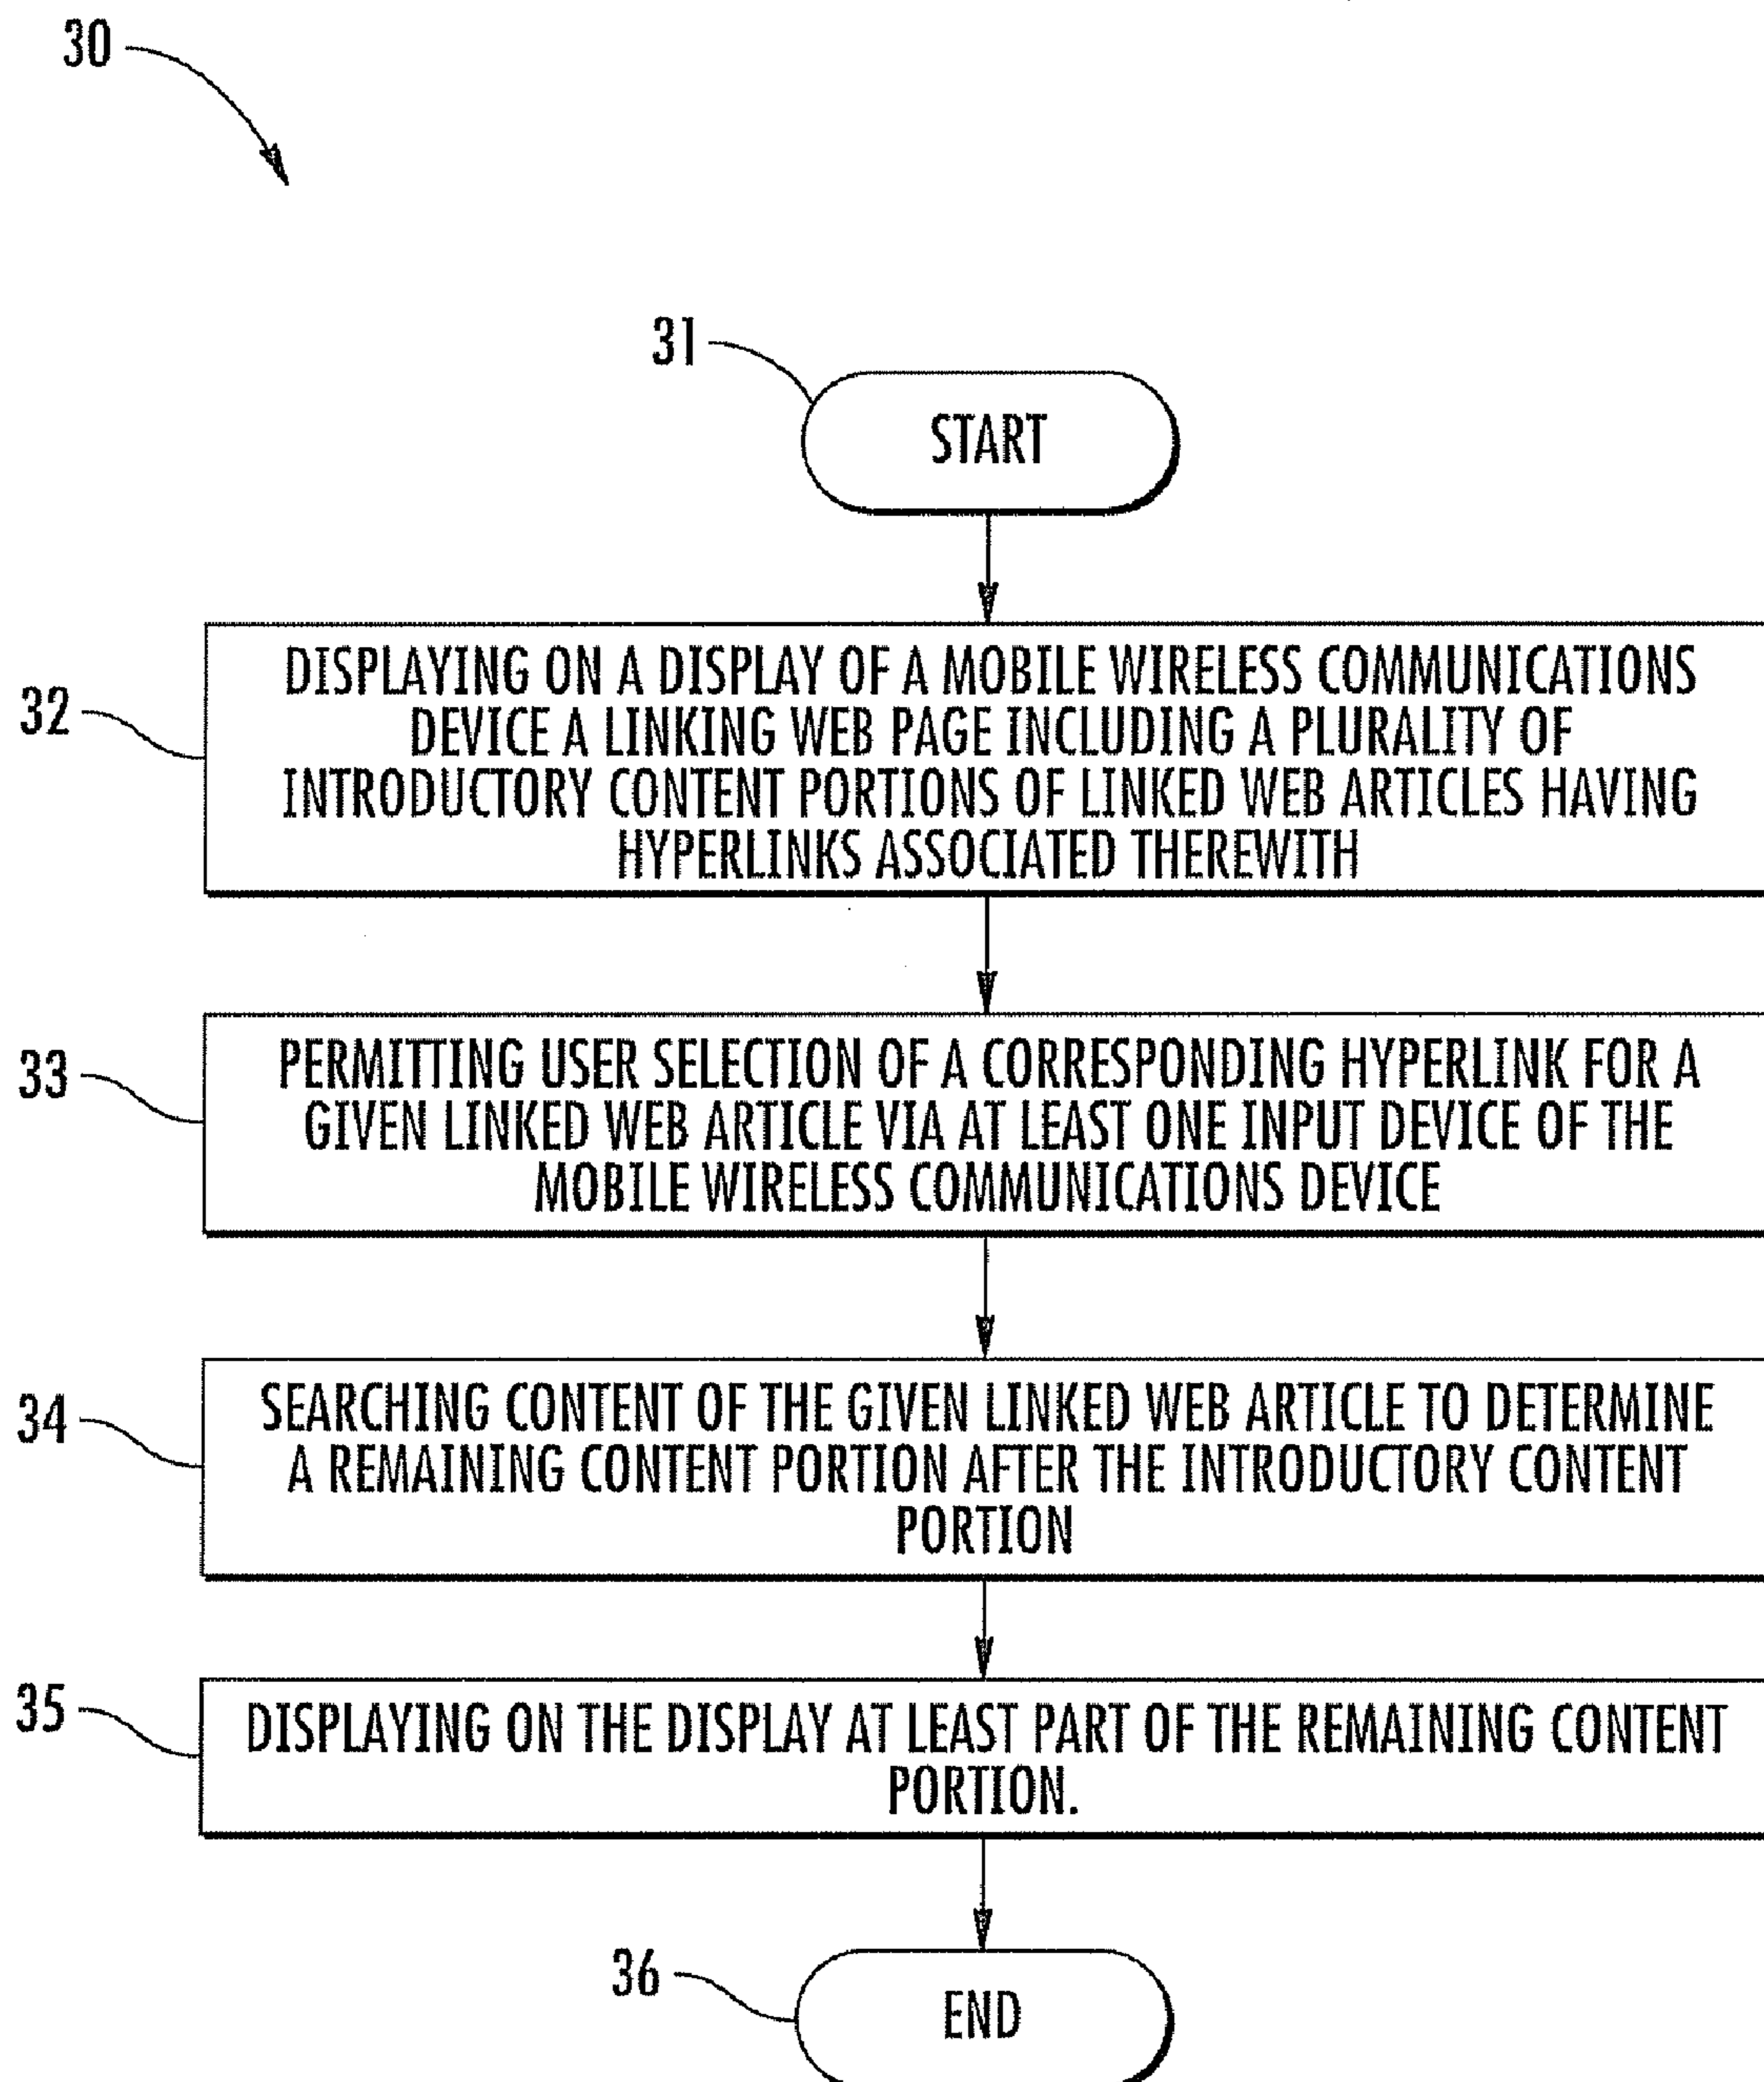 30
31
START
32
DISPLAYING ON A DISPLAY OF A MOBILE WIRELESS COMMUNICATIONS
DEVICE A LINKING WEB PAGE INCLUDING A PLURALITY OF
INTRODUCTORY CONTENT PORTIONS OF LINKED WEB ARTICLES HAVING
HYPERLINKS ASSOCIATED THEREWITH
33
PERMITTING USER SELECTION OF A CORRESPONDING HYPERLINK FOR A
GIVEN LINKED WEB ARTICLE VIA AT LEAST ONE INPUT DEVICE OF THE
MOBILE WIRELESS COMMUNICATIONS DEVICE
34
SEARCHING CONTENT OF THE GIVEN LINKED WEB ARTICLE TO DETERMINE
A REMAINING CONTENT PORTION AFTER THE INTRODUCTORY CONTENT
PORTION
35
DISPLAYING ON THE DISPLAY AT LEAST PART OF THE REMAINING CONTENT
PORTION.
36
END